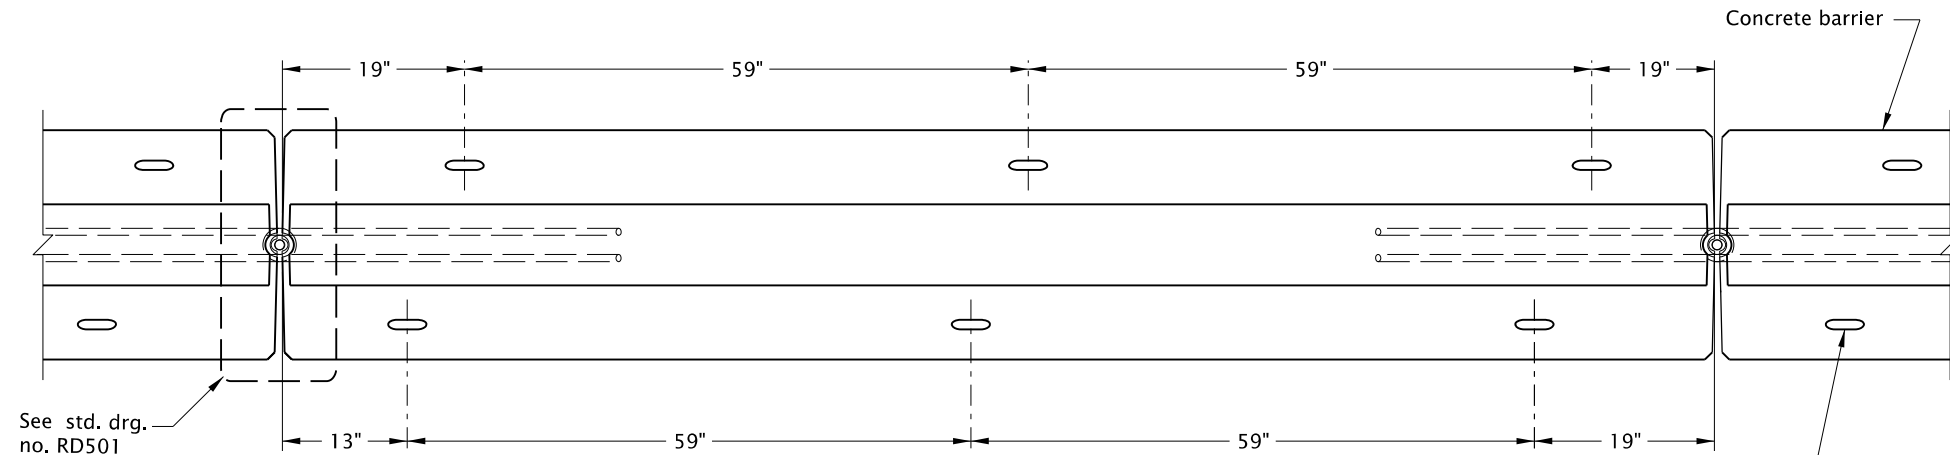 Concrete barrier
19" 59" 59" 19"
See std. drg.
no. RD501
13" 59" 59" 19"